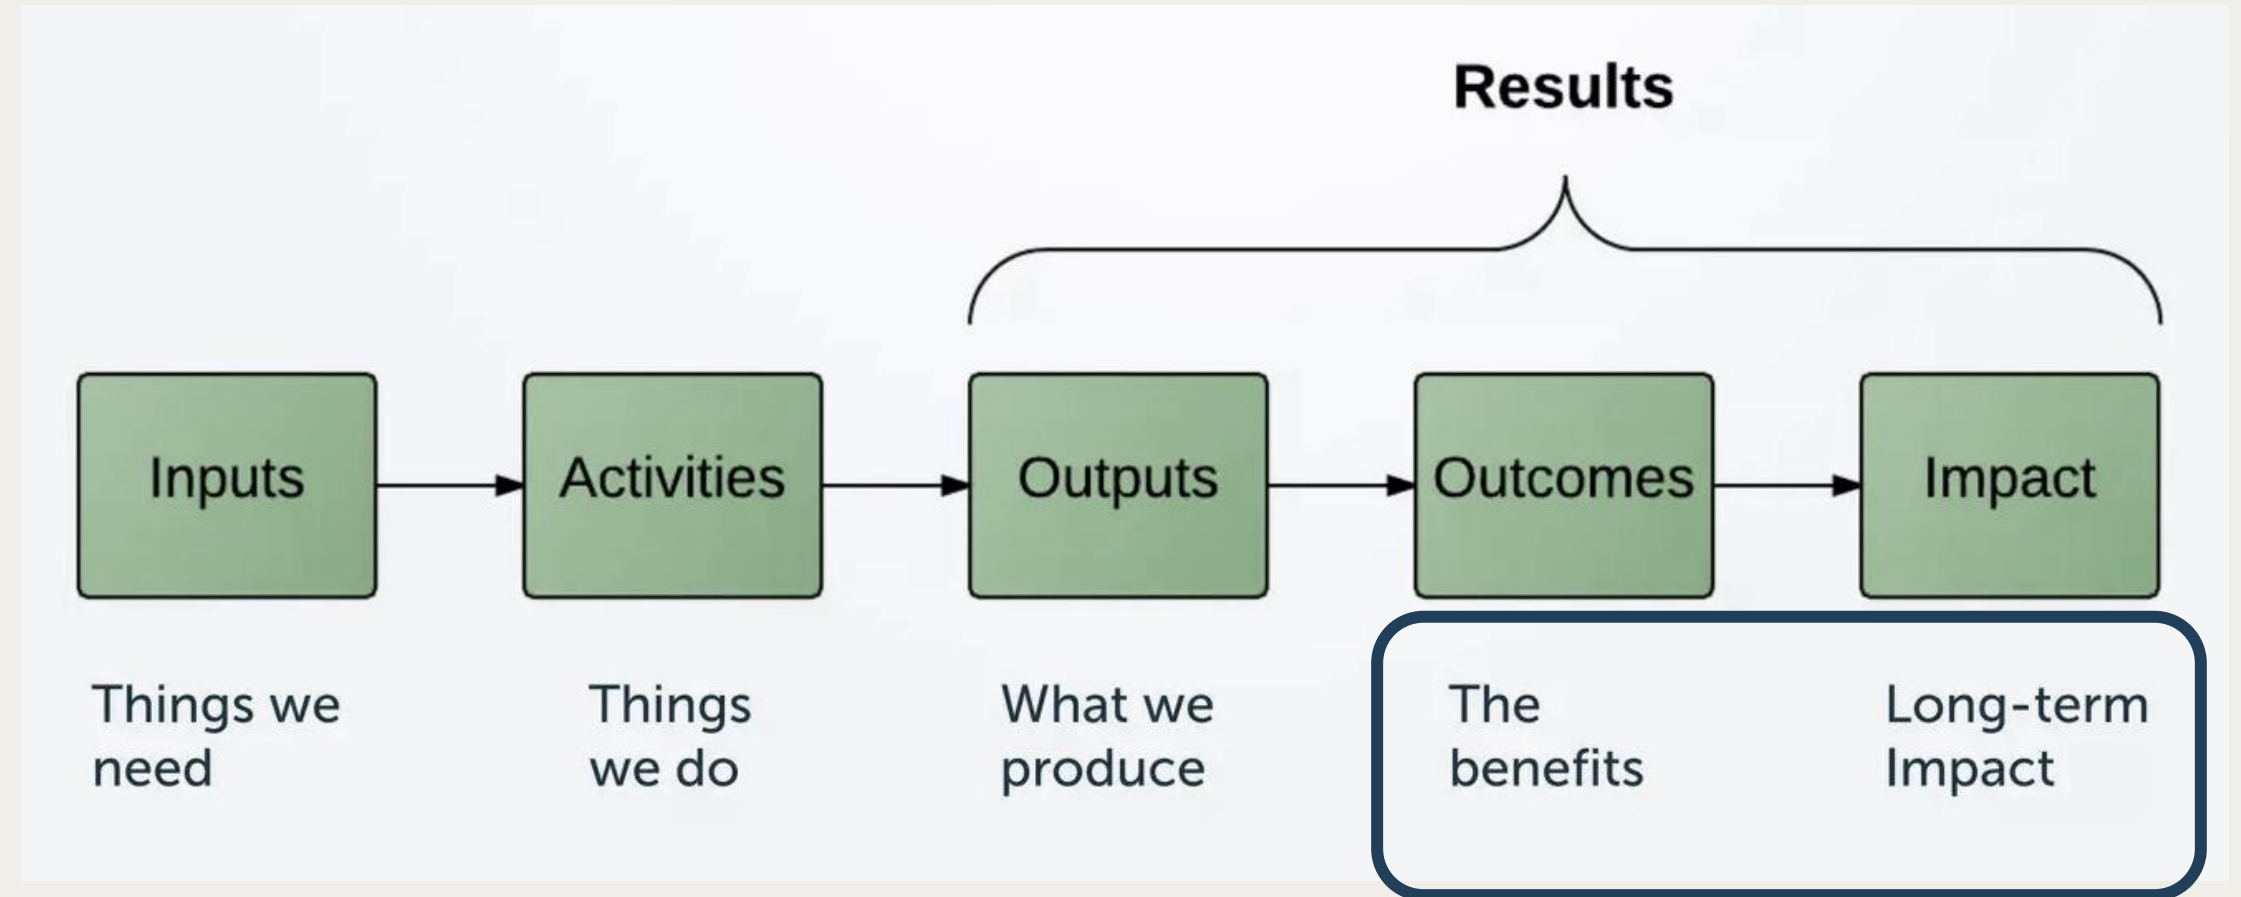 Results
Inputs
Activities
Outputs
Outcomes
Impact
Things we
need
Things
we do
What we
produce
The
benefits
Long-term
Impact